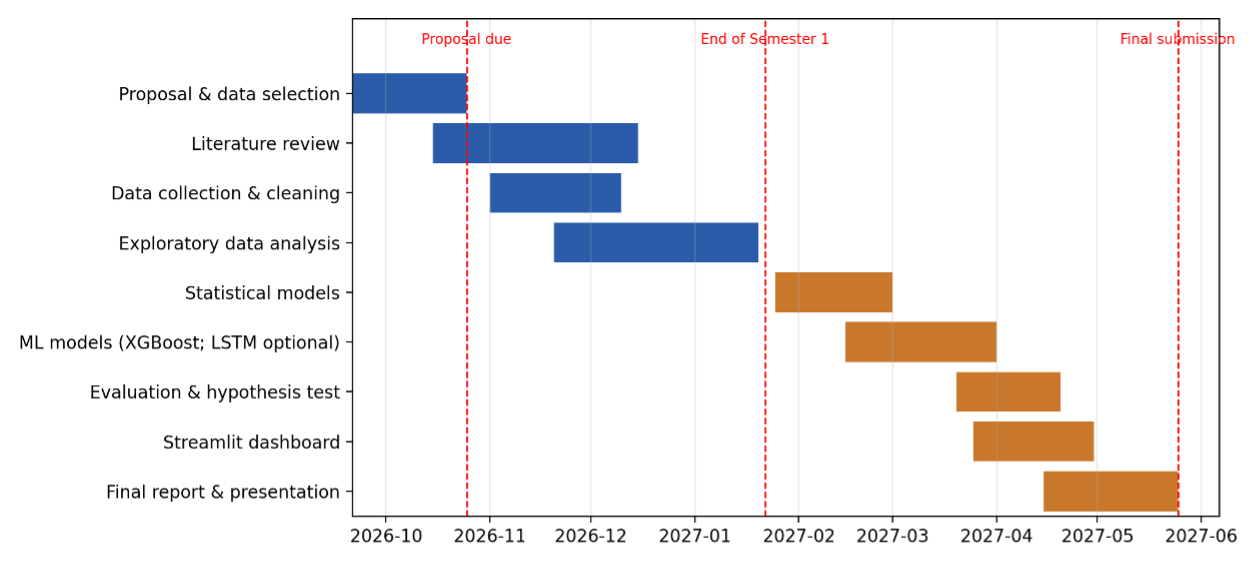 Proposal due
End of Semester 1
Final submission
Proposal & data selection
Literature review
Data collection & cleaning
Exploratory data analysis
Statistical models
ML models (XGBoost; LSTM optional)
Evaluation & hypothesis test
Streamlit dashboard
Final report & presentation
2026-10
2026-11
2026-12
2027-01
2027-02
2027-03
2027-04
2027-05
2027-06